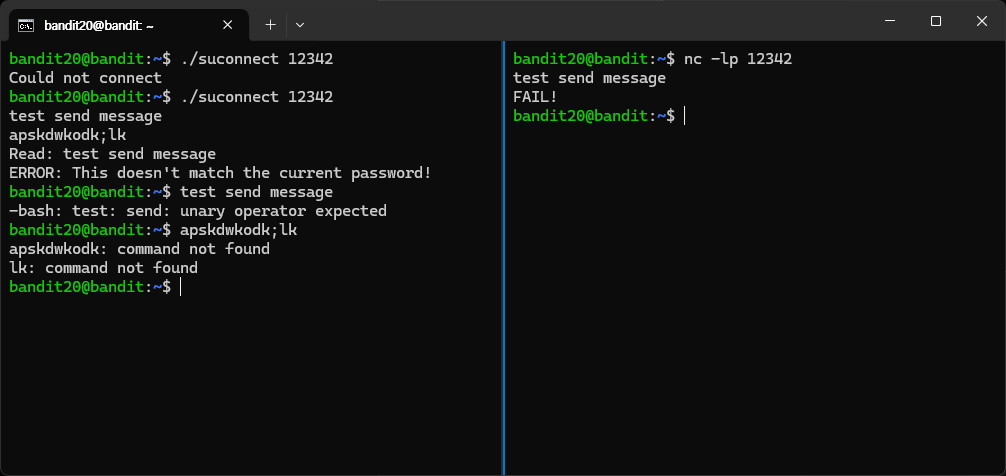 bandit20@bandit: ~
bandit20@bandit:~$ ./suconnect 12342
Could not connect
bandit20@bandit:~$ ./suconnect 12342
test send message
apskdwkodk;lk
Read: test send message
ERROR: This doesn't match the current password!
bandit20@bandit:~$ test send message
-bash: test: send: unary operator expected
bandit20@bandit:~$ apskdwkodk;lk
apskdwkodk: command not found
lk: command not found
bandit20@bandit:~$
bandit20@bandit:~$ nc -lp 12342
test send message
FAIL!
bandit20@bandit:~$